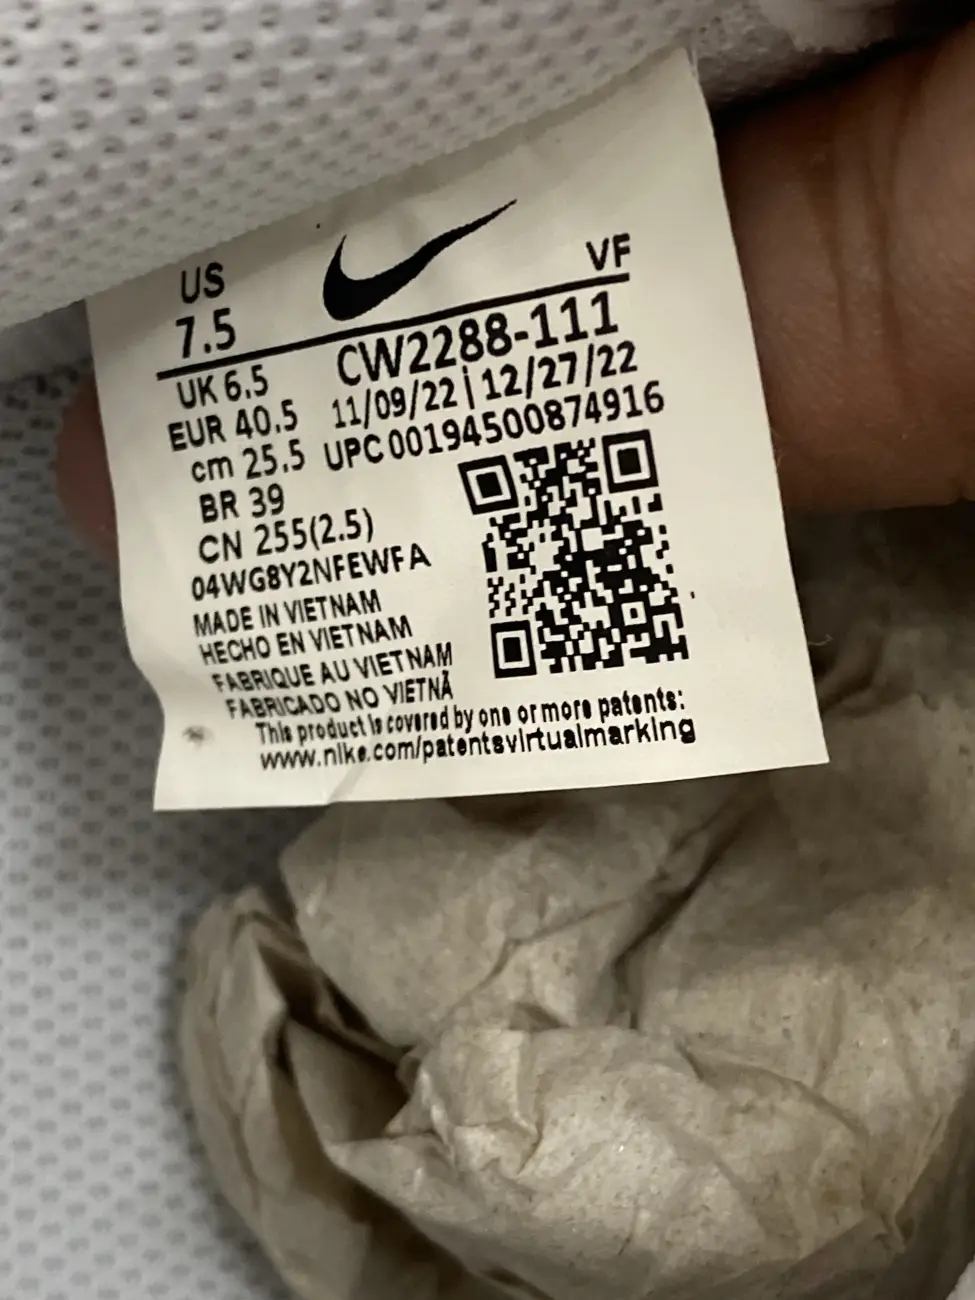 US
7.5
VF
UK 6.5
EUR 40.5
cm 25.5
BR 39
CN 255(2.5)
CW2288-111
11/09/22 | 12/27/22
UPC 00194500874916
04WG8Y2NFEWFA
MADE IN VIETNAM
HECHO EN VIETNAM
FABRIQUE AU VIETNAM
FABRICADO NO VIETNÃ
This product is covered by one or more patents:
www.nike.com/patentsvirtualmarking